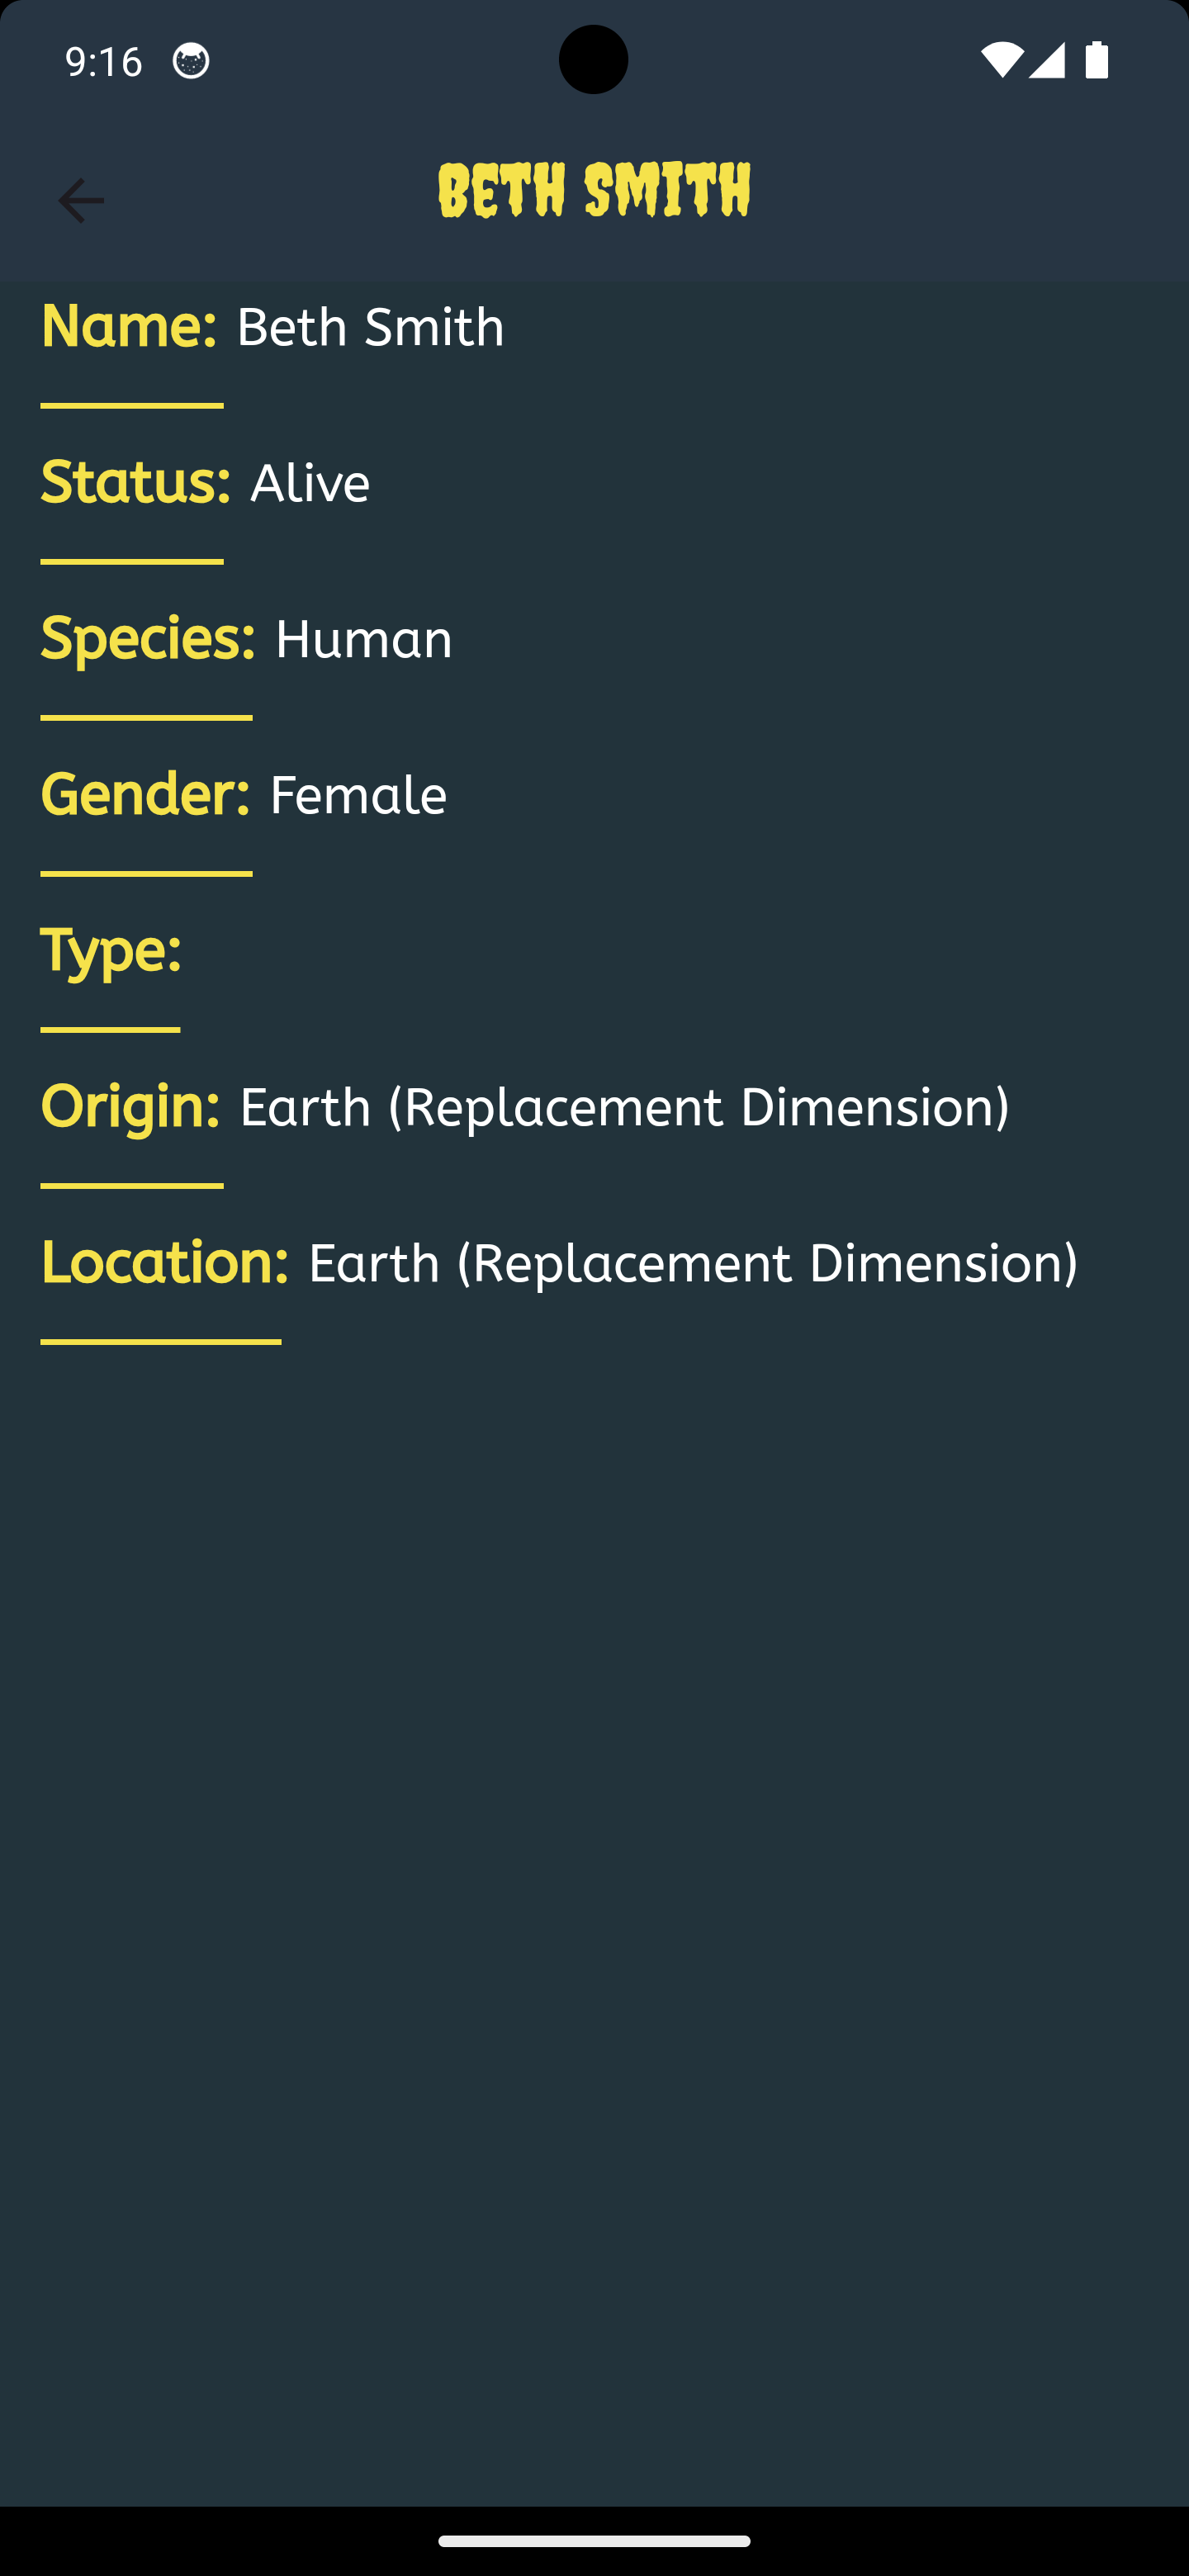 9:16
BETH SMITH
Name: Beth Smith
Status: Alive
Species: Human
Gender: Female
Type:
Origin: Earth (Replacement Dimension)
Location: Earth (Replacement Dimension)